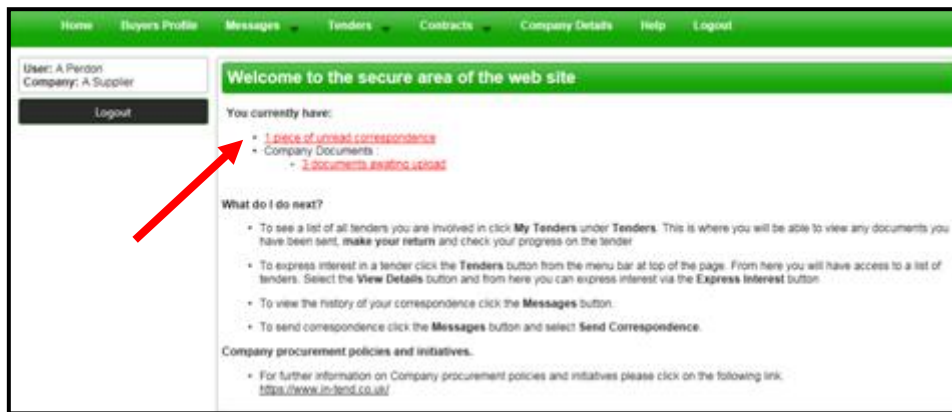 Home Buyers Profile Messages Tenders Contracts Company Details Help Logout
User: A Perdon
Company: A Supplier
Logout
Welcome to the secure area of the web site
You currently have:
• 1 piece of unread correspondence
• Company Documents :
◦ 3 documents awaiting upload
What do I do next?
• To see a list of all tenders you are involved in click My Tenders under Tenders. This is where you will be able to view any documents you
have been sent, make your return and check your progress on the tender
• To express interest in a tender click the Tenders button from the menu bar at top of the page. From here you will have access to a list of
tenders. Select the View Details button and from here you can express interest via the Express Interest button
• To view the history of your correspondence click the Messages button.
• To send correspondence click the Messages button and select Send Correspondence.
Company procurement policies and initiatives.
• For further information on Company procurement policies and initiatives please click on the following link.
https://www.in-tend.co.uk/